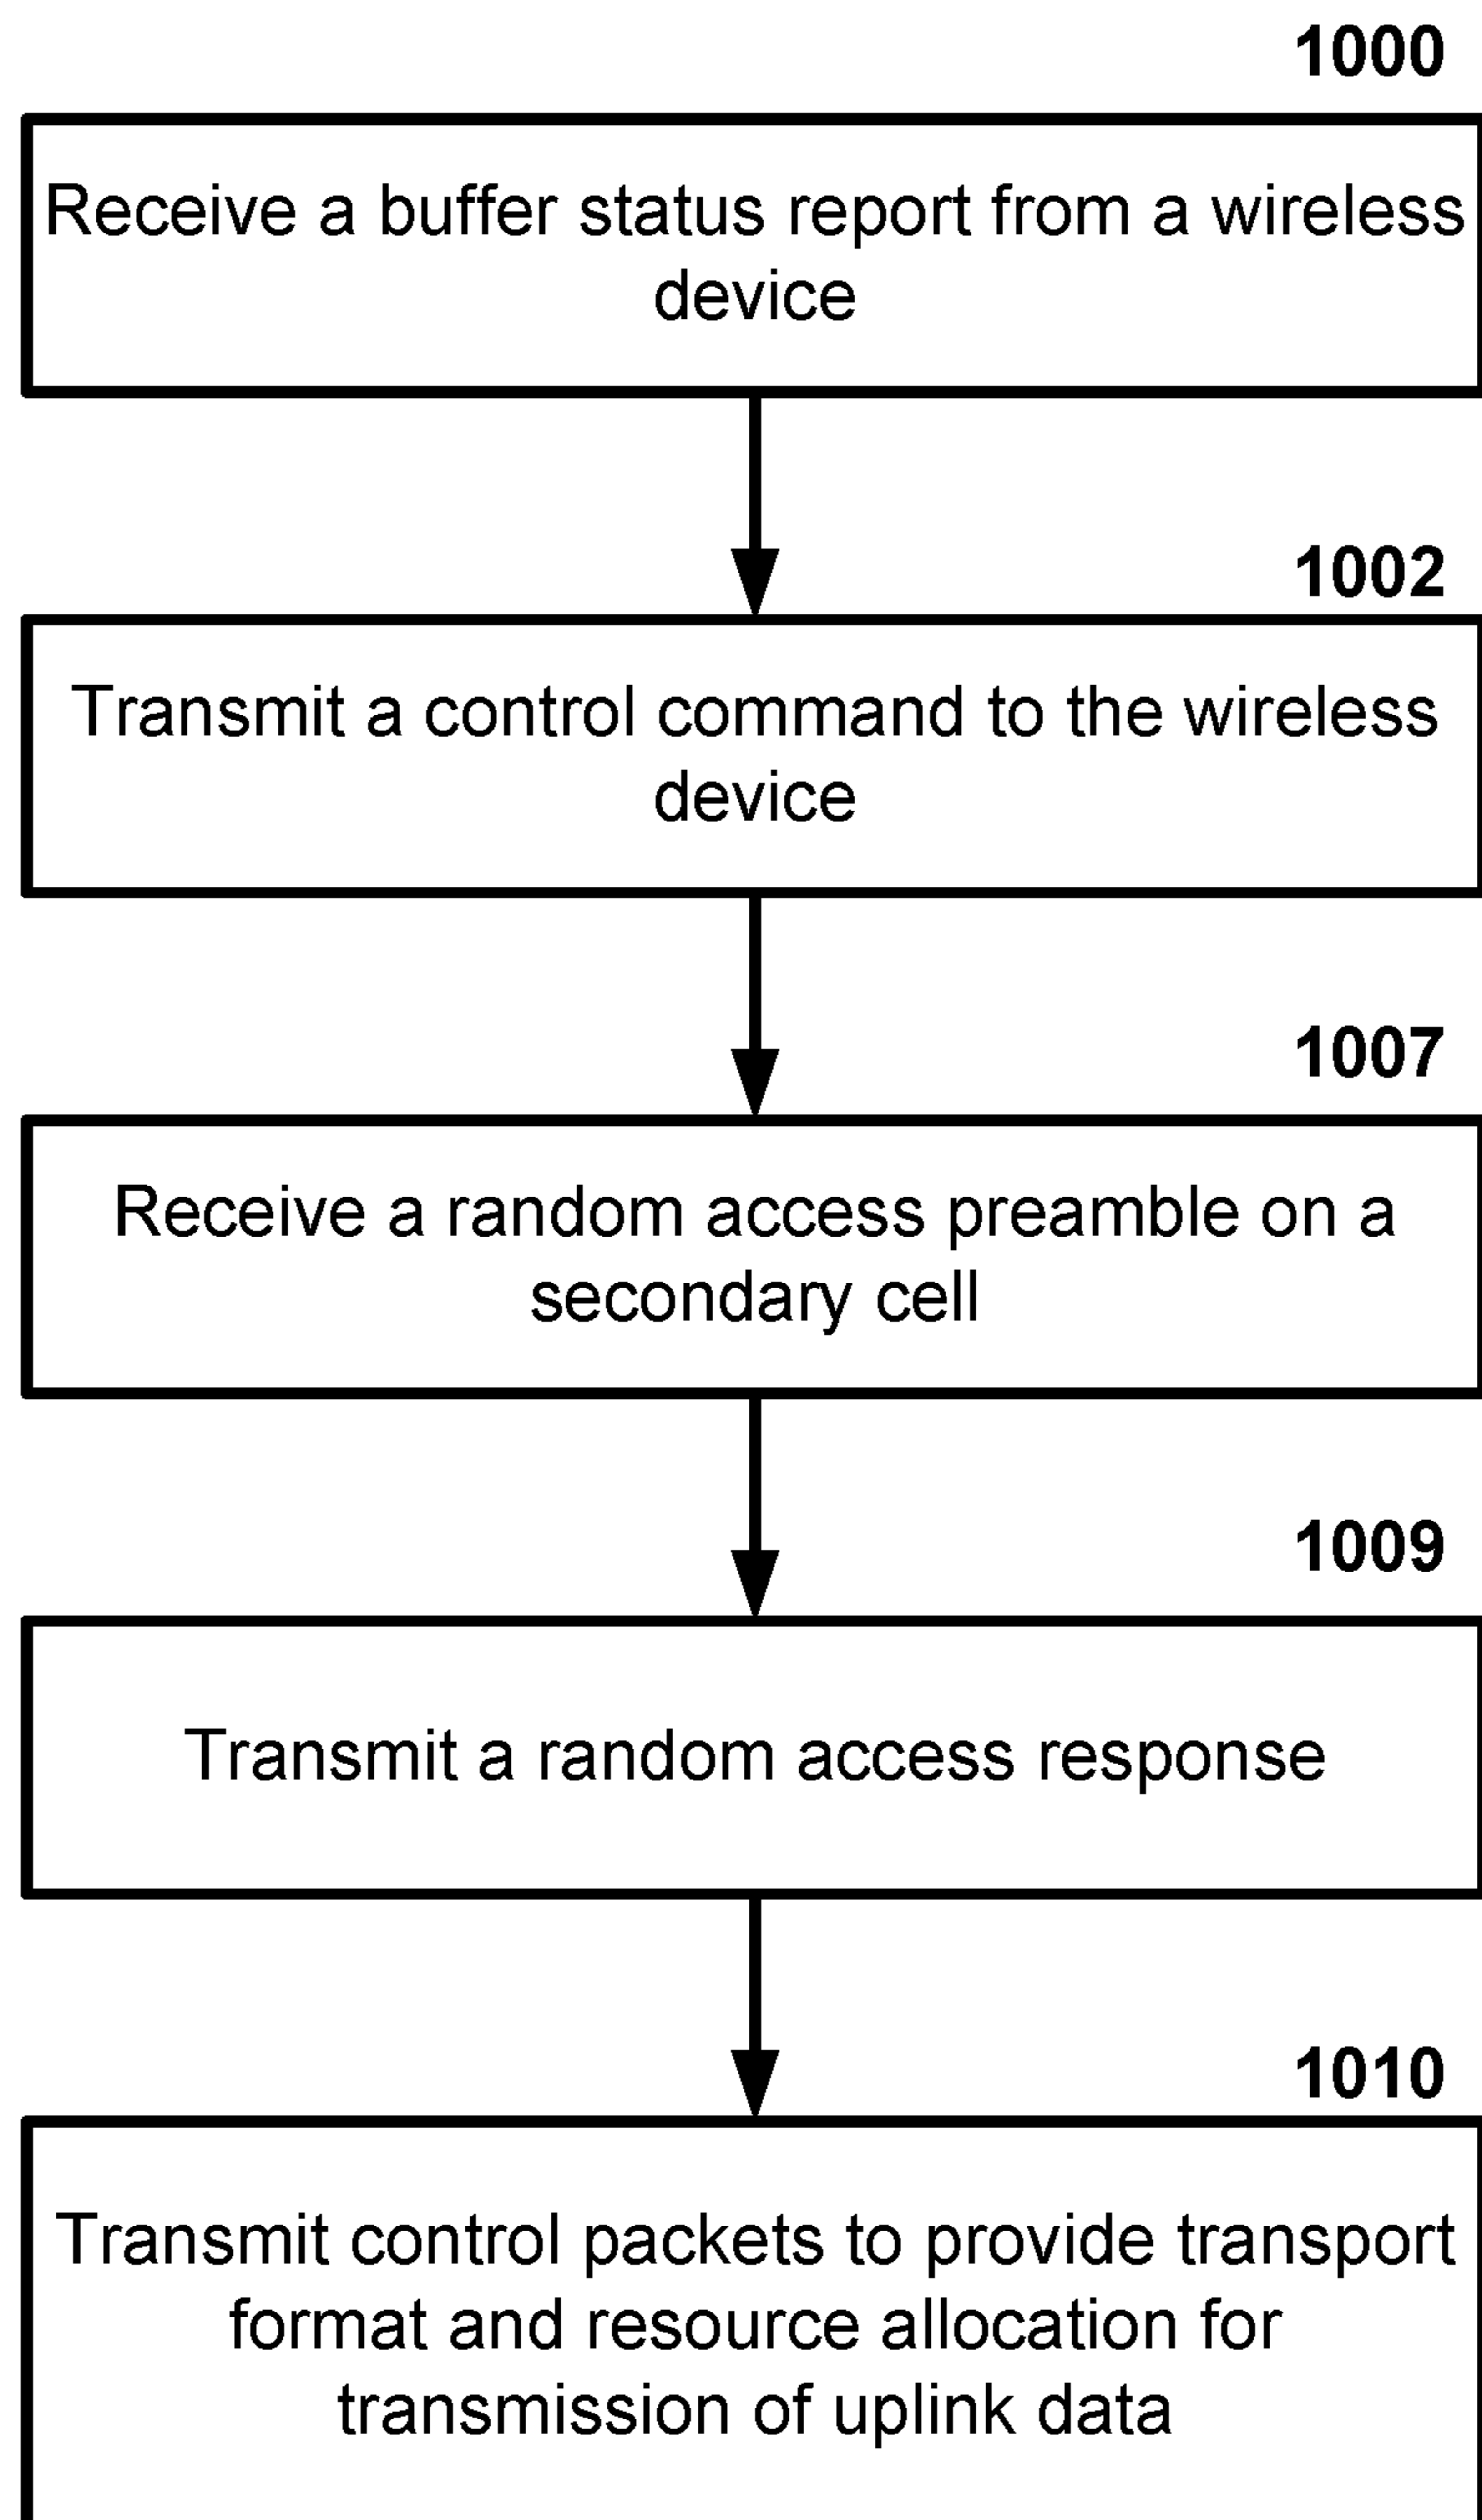 1000
Receive a buffer status report from a wireless
device
1002
Transmit a control command to the wireless
device
1007
Receive a random access preamble on a
secondary cell
1009
Transmit a random access response
1010
Transmit control packets to provide transport
format and resource allocation for
transmission of uplink data